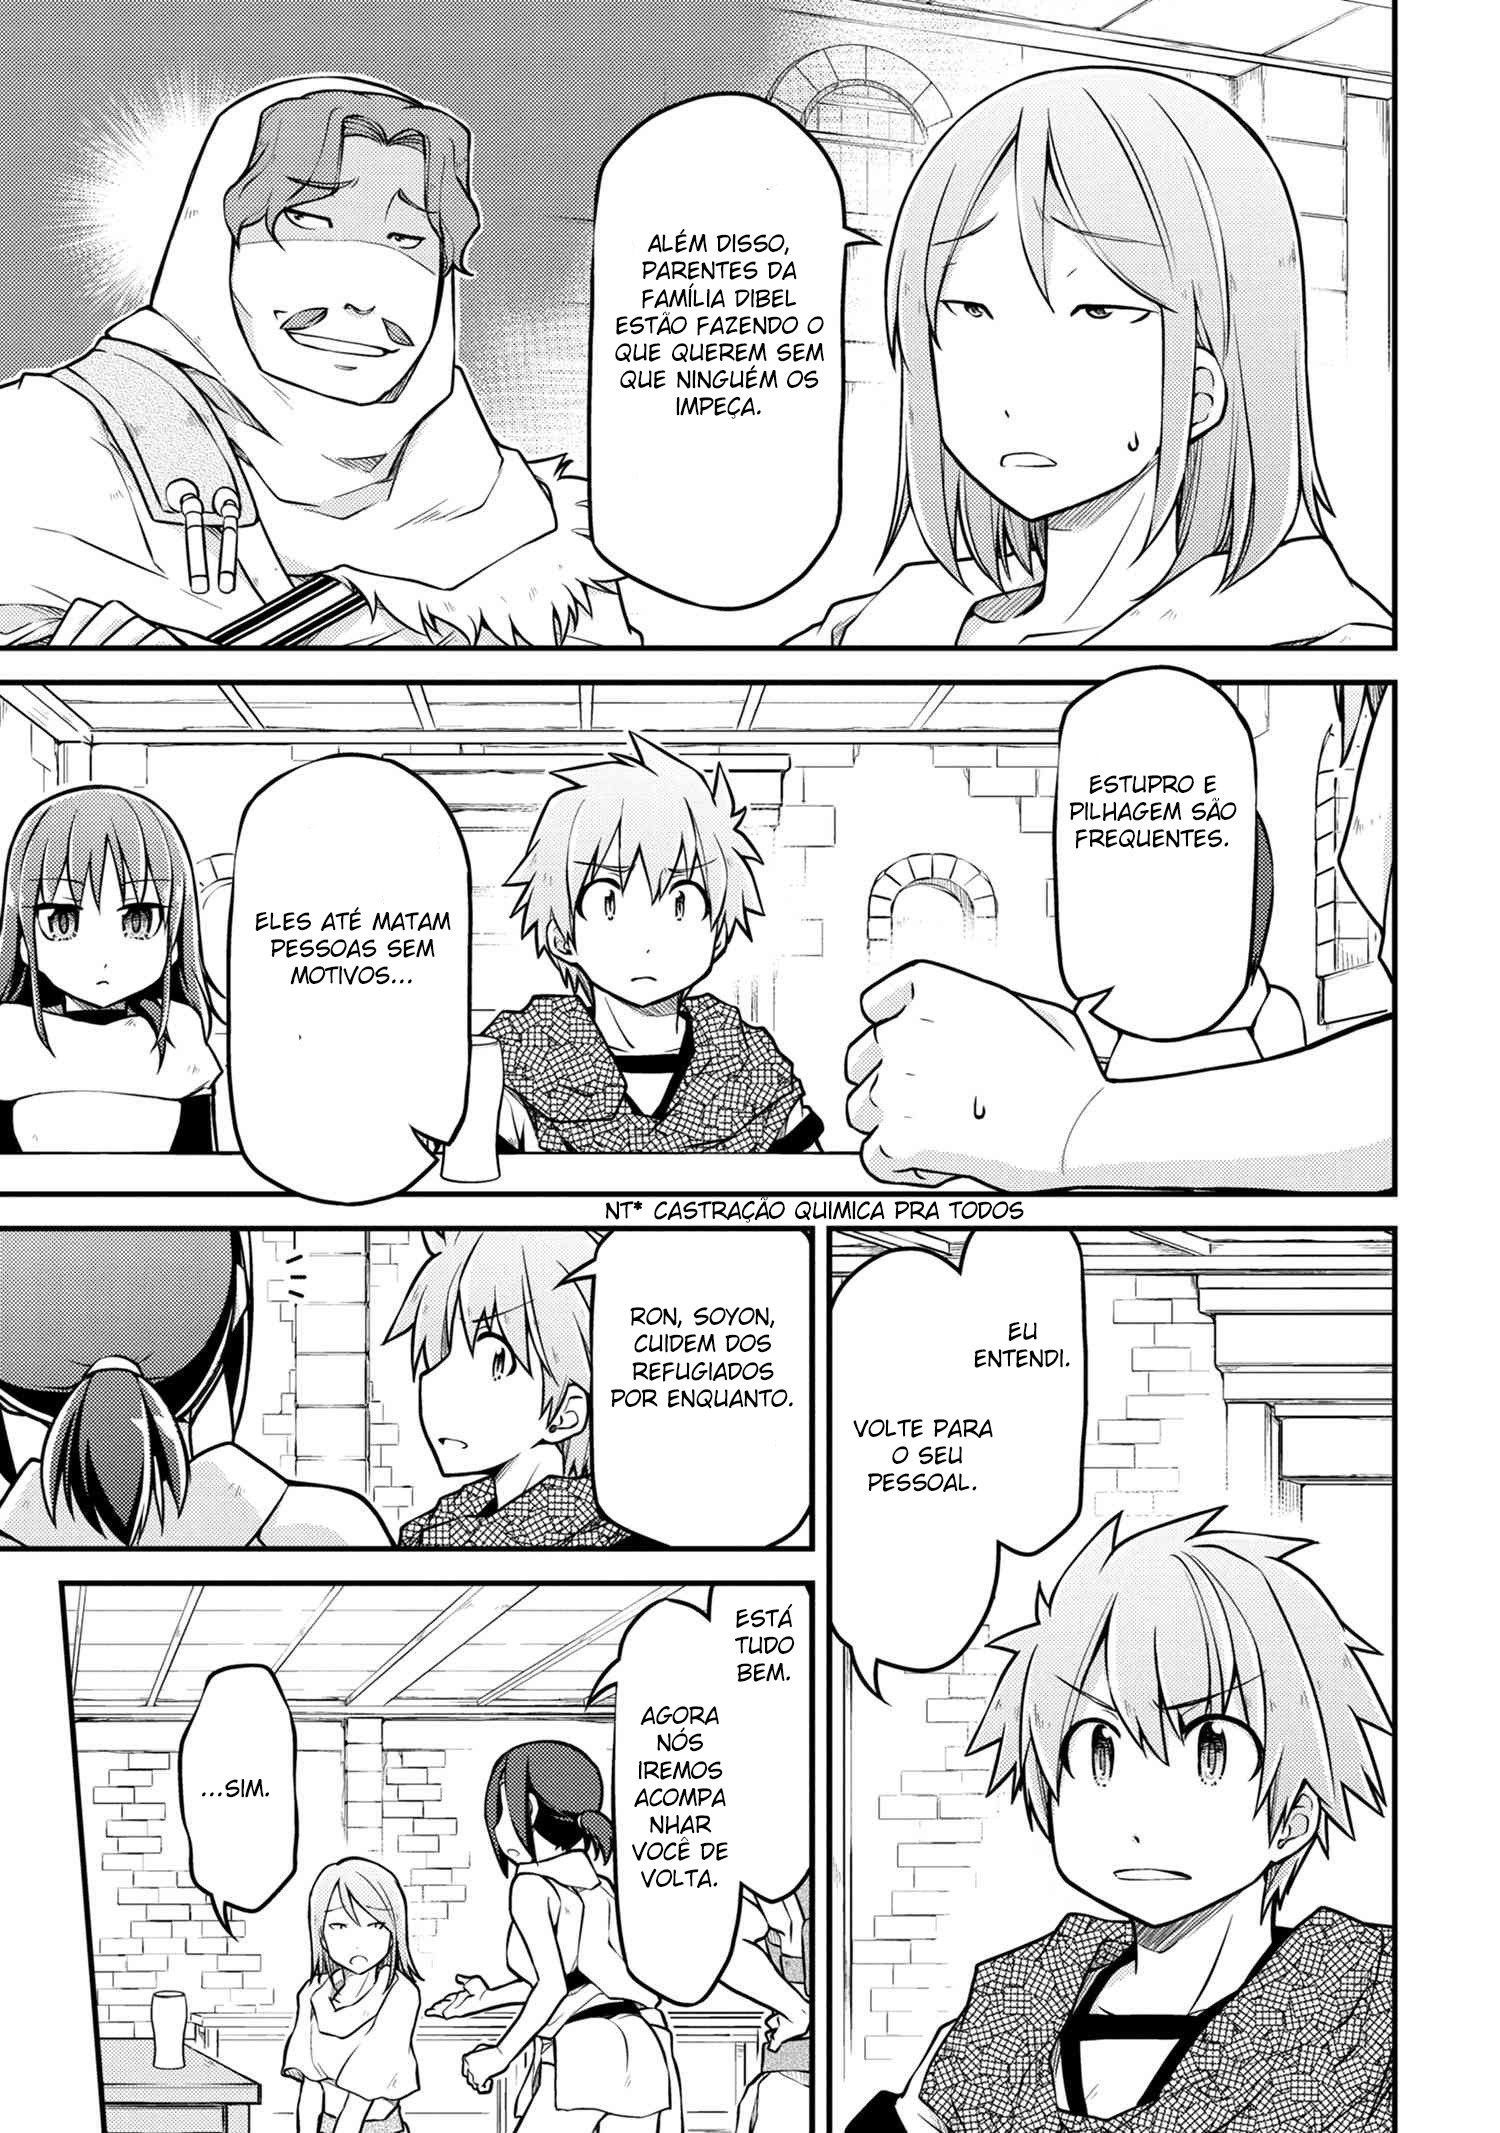 ALÉM DISSO,
PARENTES DA
FAMÍLIA DIBEL
ESTÃO FAZENDO O
QUE QUEREM SEM
QUE NINGUÉM OS
IMPEÇA.
ESTUPRO E
PILHAGEM SÃO
FREQUENTES.
ELES ATÉ MATAM
PESSOAS SEM
MOTIVOS...
NT* CASTRAÇÃO QUIMICA PRA TODOS
EU
ENTENDI.
VOLTE PARA
O SEU
PESSOAL.
RON, SOYON,
CUIDEM DOS
REFUGIADOS
POR ENQUANTO.
ESTÁ
TUDO
BEM.
AGORA
NÓS
IREMOS
ACOMPA
NHAR
VOCÊ DE
VOLTA.
...SIM.